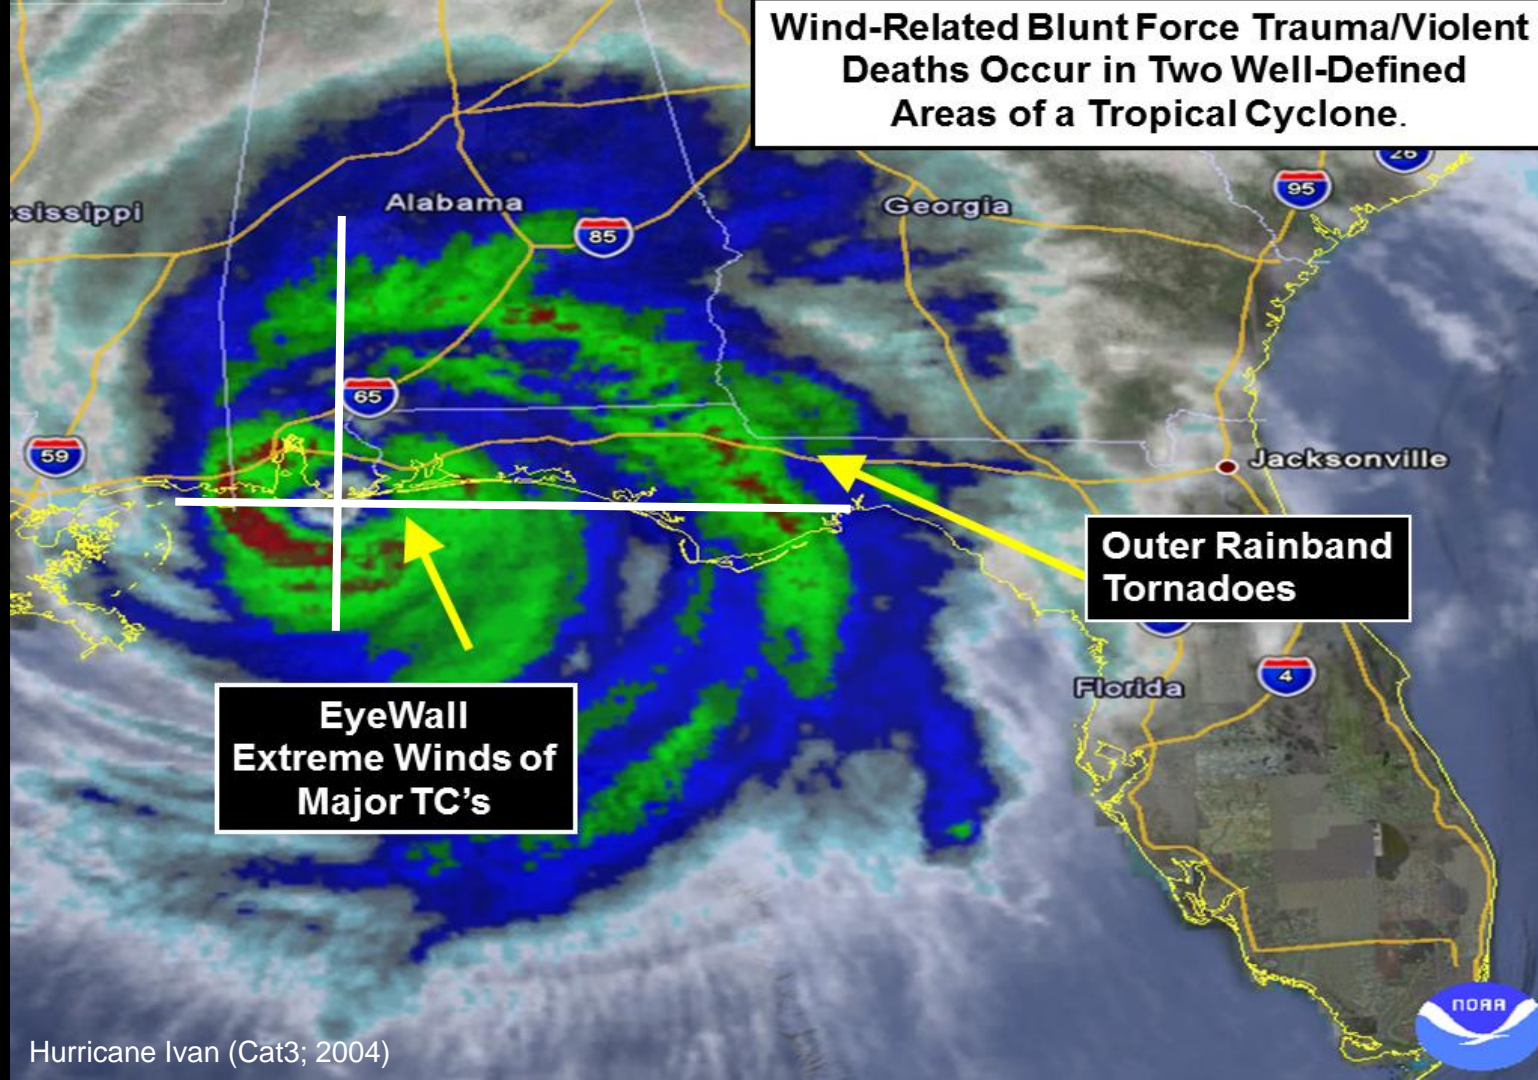 Wind-Related Blunt Force Trauma/Violent
Deaths Occur in Two Well-Defined
Areas of a Tropical Cyclone.
26
95
ssissippi
Alabama
Georgia
85
65
59
Jacksonville
Outer Rainband
Tornadoes
Florida
4
EyeWall
Extreme Winds of
Major TC's
NOAA
Hurricane Ivan (Cat3; 2004)